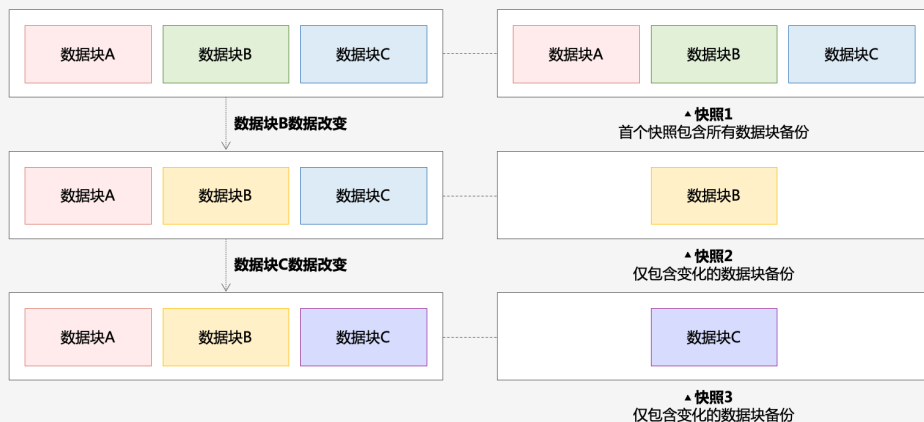 数据块A
数据块B
数据块C
数据块A
数据块B
数据块C
数据块B数据改变
▲ 快照1
首个快照包含所有数据块备份
数据块A
数据块B
数据块C
数据块B
数据块C数据改变
▲ 快照2
仅包含变化的数据块备份
数据块A
数据块B
数据块C
数据块C
▲ 快照3
仅包含变化的数据块备份